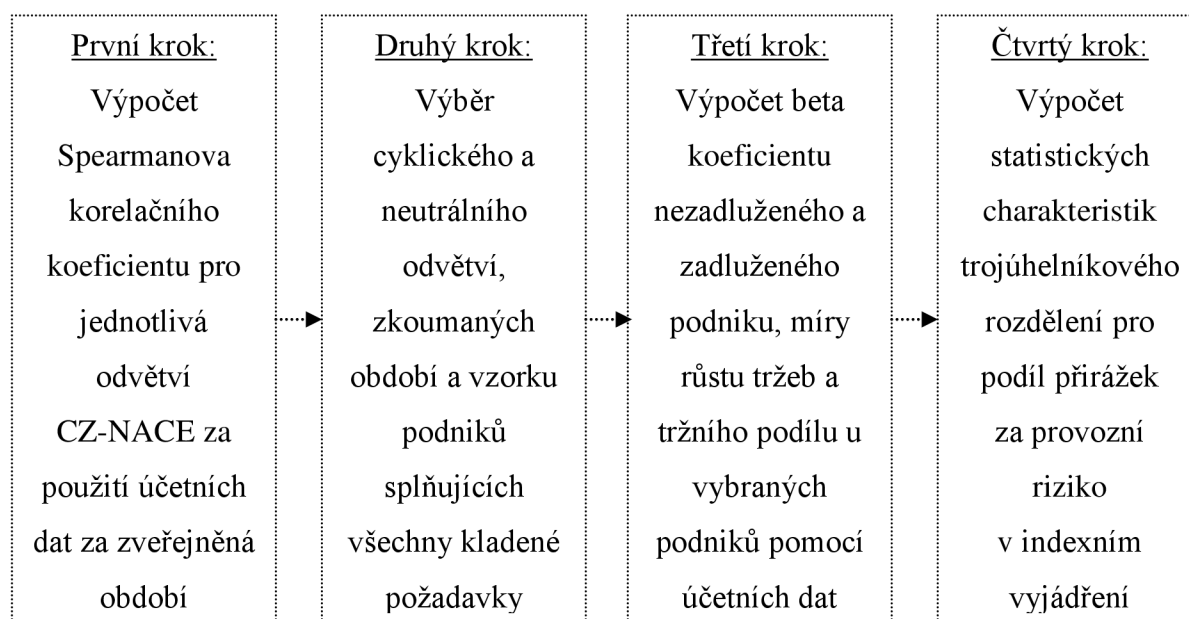 První krok:
Výpočet
Spearmanova
korelačního
koeficientu pro
jednotlivá
odvětví
CZ-NACE za
použití účetních
dat za zveřejněná
období
Druhý krok:
Výběr
cyklického a
neutrálního
odvětví,
zkoumaných
období a vzorku
podniků
splňujících
všechny kladené
požadavky
Třetí krok:
Výpočet beta
koeficientu
nezadluženého a
zadluženého
podniku, míry
růstu tržeb a
tržního podílu u
vybraných
podniků pomocí
účetních dat
Čtvrtý krok:
Výpočet
statistických
charakteristik
trojúhelníkového
rozdělení pro
podíl přirážek
za provozní
riziko
v indexním
vyjádření